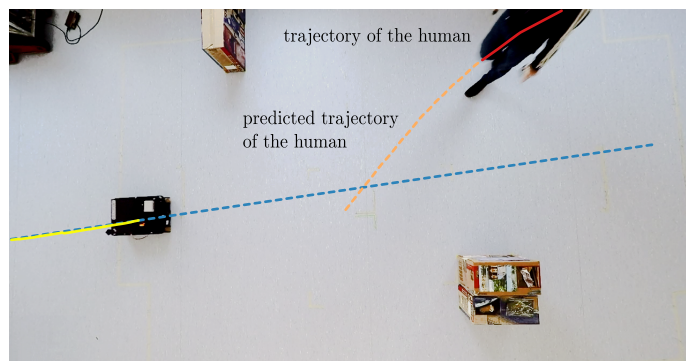 trajectory of the human
predicted trajectory
of the human